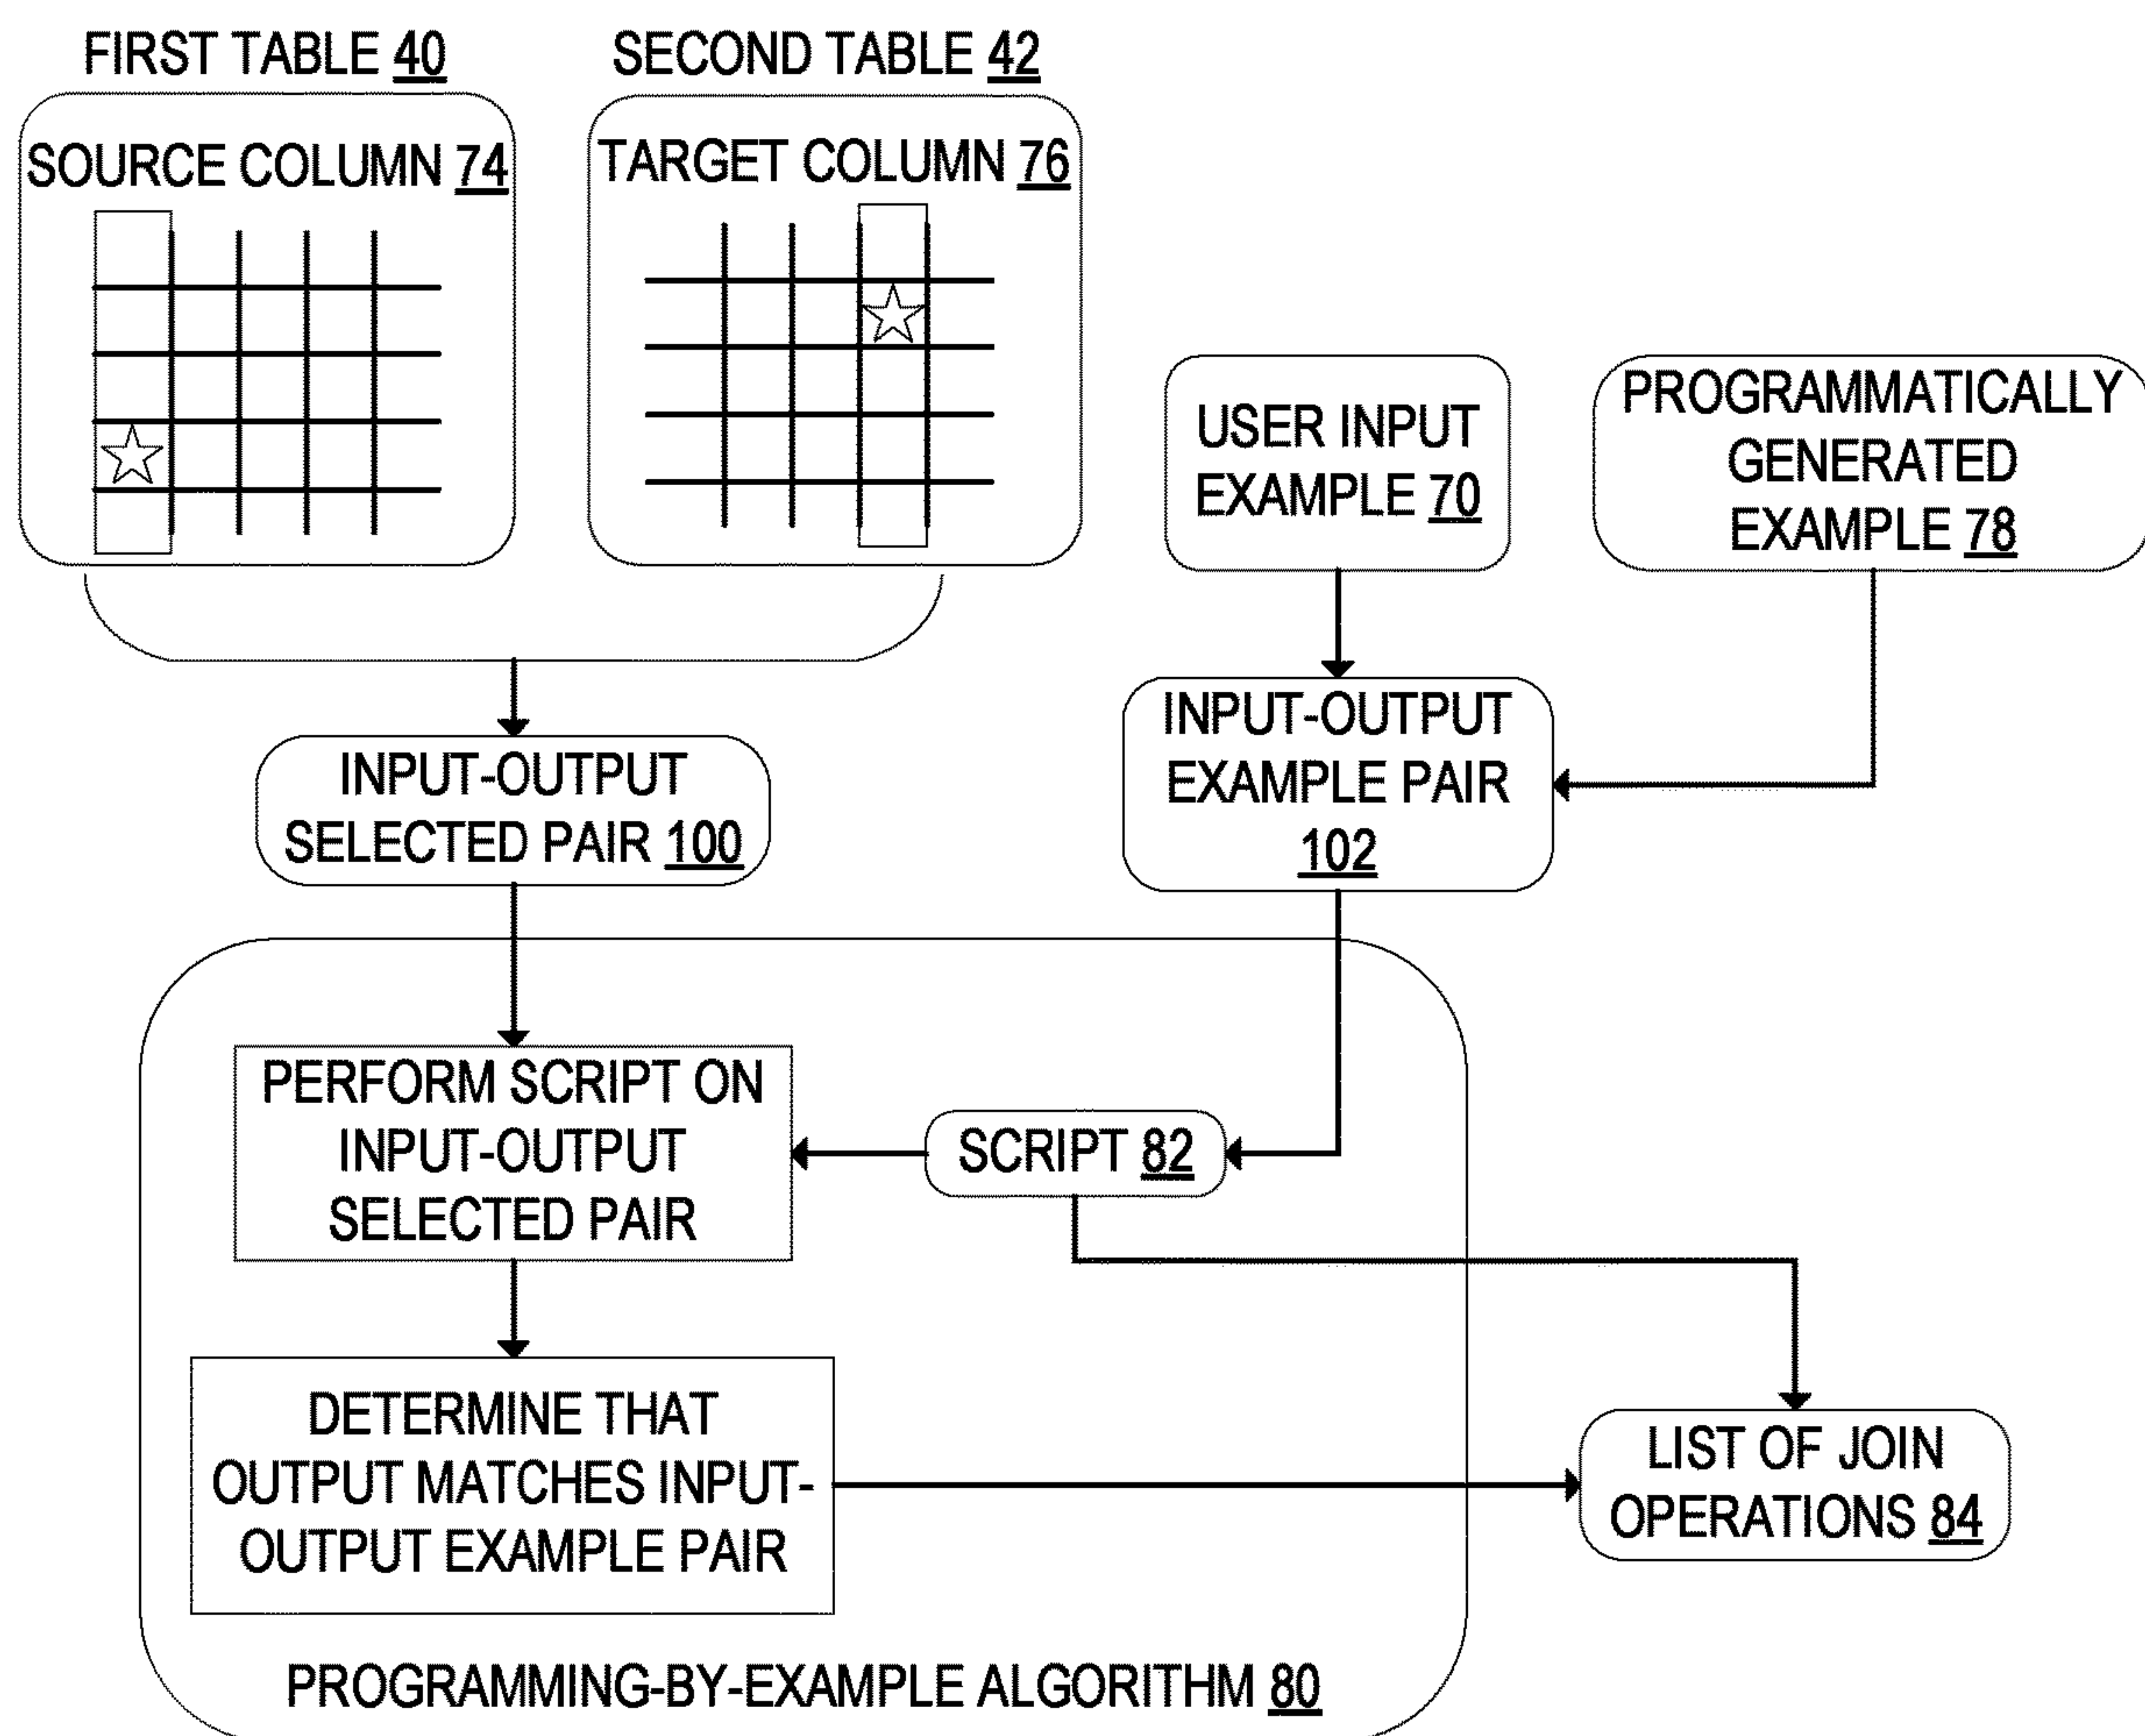 FIRST TABLE 40
SECOND TABLE 42
SOURCE COLUMN 74
TARGET COLUMN 76
USER INPUT
EXAMPLE 70
PROGRAMMATICALLY
GENERATED
EXAMPLE 78
INPUT-OUTPUT
SELECTED PAIR 100
INPUT-OUTPUT
EXAMPLE PAIR
102
PERFORM SCRIPT ON
INPUT-OUTPUT
SELECTED PAIR
SCRIPT 82
DETERMINE THAT
OUTPUT MATCHES INPUT-
OUTPUT EXAMPLE PAIR
LIST OF JOIN
OPERATIONS 84
PROGRAMMING-BY-EXAMPLE ALGORITHM 80